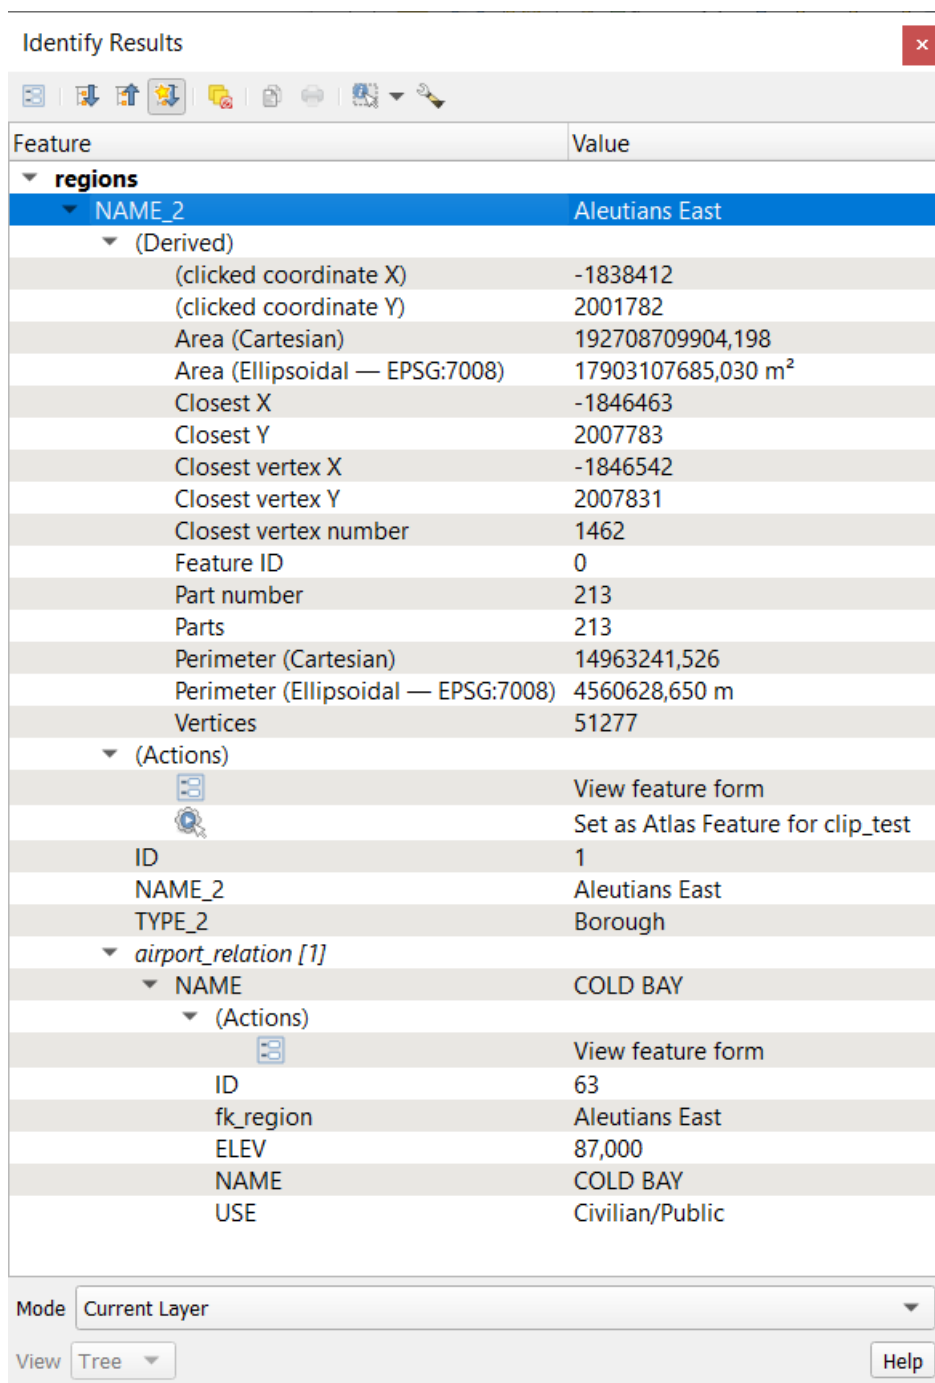 Identify Results
Feature Value
regions
NAME_2 Aleutians East
(Derived)
(clicked coordinate X) -1838412
(clicked coordinate Y) 2001782
Area (Cartesian) 192708709904,198
Area (Ellipsoidal — EPSG:7008) 17903107685,030 m²
Closest X -1846463
Closest Y 2007783
Closest vertex X -1846542
Closest vertex Y 2007831
Closest vertex number 1462
Feature ID 0
Part number 213
Parts 213
Perimeter (Cartesian) 14963241,526
Perimeter (Ellipsoidal — EPSG:7008) 4560628,650 m
Vertices 51277
(Actions)
View feature form
Set as Atlas Feature for clip_test
ID 1
NAME_2 Aleutians East
TYPE_2 Borough
airport_relation [1]
NAME COLD BAY
(Actions)
View feature form
ID 63
fk_region Aleutians East
ELEV 87,000
NAME COLD BAY
USE Civilian/Public
Mode Current Layer
View Tree Help